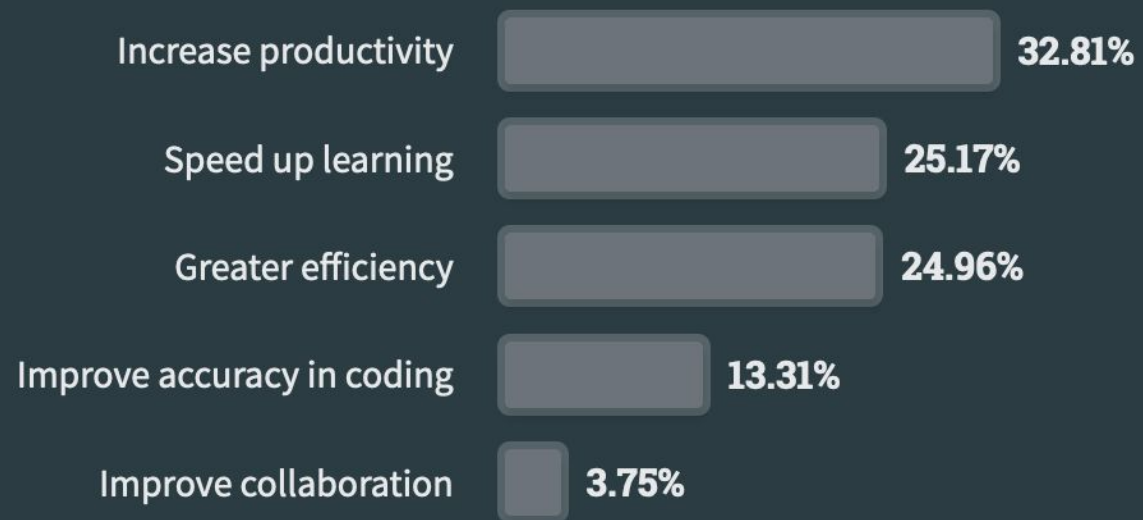 Increase productivity 32.81%
Speed up learning 25.17%
Greater efficiency 24.96%
Improve accuracy in coding 13.31%
Improve collaboration 3.75%